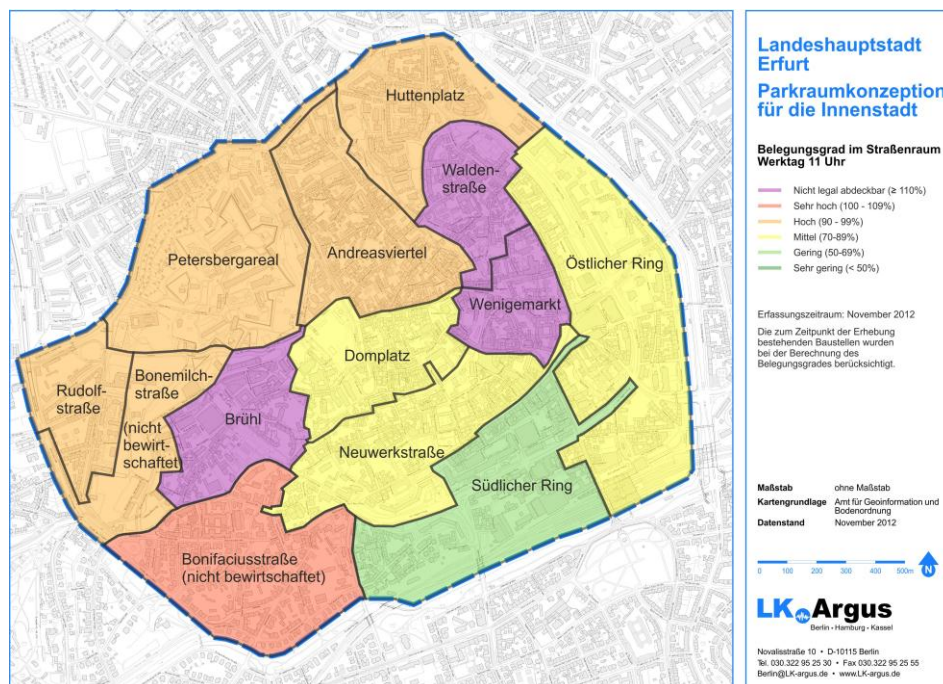 Huttenplatz
Walden-
straße
Andreasviertel
Petersbergareal
Östlicher Ring
Wenigemarkt
Domplatz
Rudolf-
straße
Bonemilch-
straße
(nicht
bewirt-
schaftet)
Brühl
Neuwerkstraße
Südlicher Ring
Bonifaciusstraße
(nicht bewirtschaftet)
Landeshauptstadt
Erfurt
Parkraumkonzeption
für die Innenstadt
Belegungsgrad im Straßenraum
Werktag 11 Uhr
Nicht legal abdeckbar (≥ 110%)
Sehr hoch (100 - 109%)
Hoch (90 - 99%)
Mittel (70-89%)
Gering (50-69%)
Sehr gering (< 50%)
Erfassungszeitraum: November 2012
Die zum Zeitpunkt der Erhebung
bestehenden Baustellen wurden
bei der Berechnung des
Belegungsgrades berücksichtigt.
Maßstab ohne Maßstab
Kartengrundlage Amt für Geoinformation und
Bodenordnung
Datenstand November 2012
0 100 200 300 400 500m
N
LK Argus
Berlin • Hamburg • Kassel
Novalisstraße 10 • D-10115 Berlin
Tel. 030.322 95 25 30 • Fax 030.322 95 25 55
Berlin@LK-argus.de • www.LK-argus.de